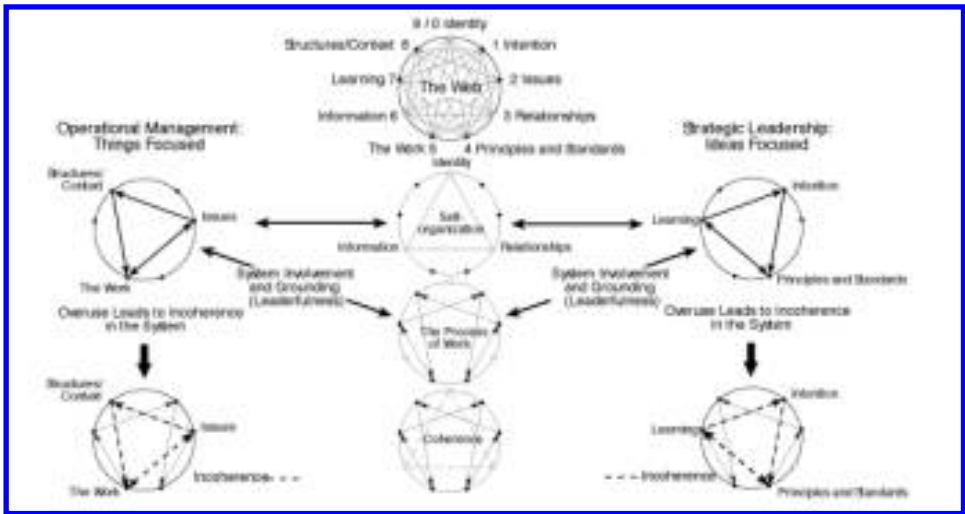 9 / 0 Identity
Structures/Context 8
1 Intention
Learning 7
The Web
2 Issues
Information 6
3 Relationships
The Work 5
4 Principles and Standards
Operational Management:
Things Focused
Strategic Leadership:
Ideas Focused
Structures/
Context
Issues
The Work
Identity
Self-
organization
Information
Relationships
Intention
Learning
Principles and Standards
System Involvement
and Grounding
(Leaderfulness)
System Involvement
and Grounding
(Leaderfulness)
Overuse Leads to Incoherence
in the System
The Process
of Work
Overuse Leads to Incoherence
in the System
Structures/
Context
Issues
The Work
Incoherence
Coherence
Intention
Learning
Incoherence
Principles and Standards